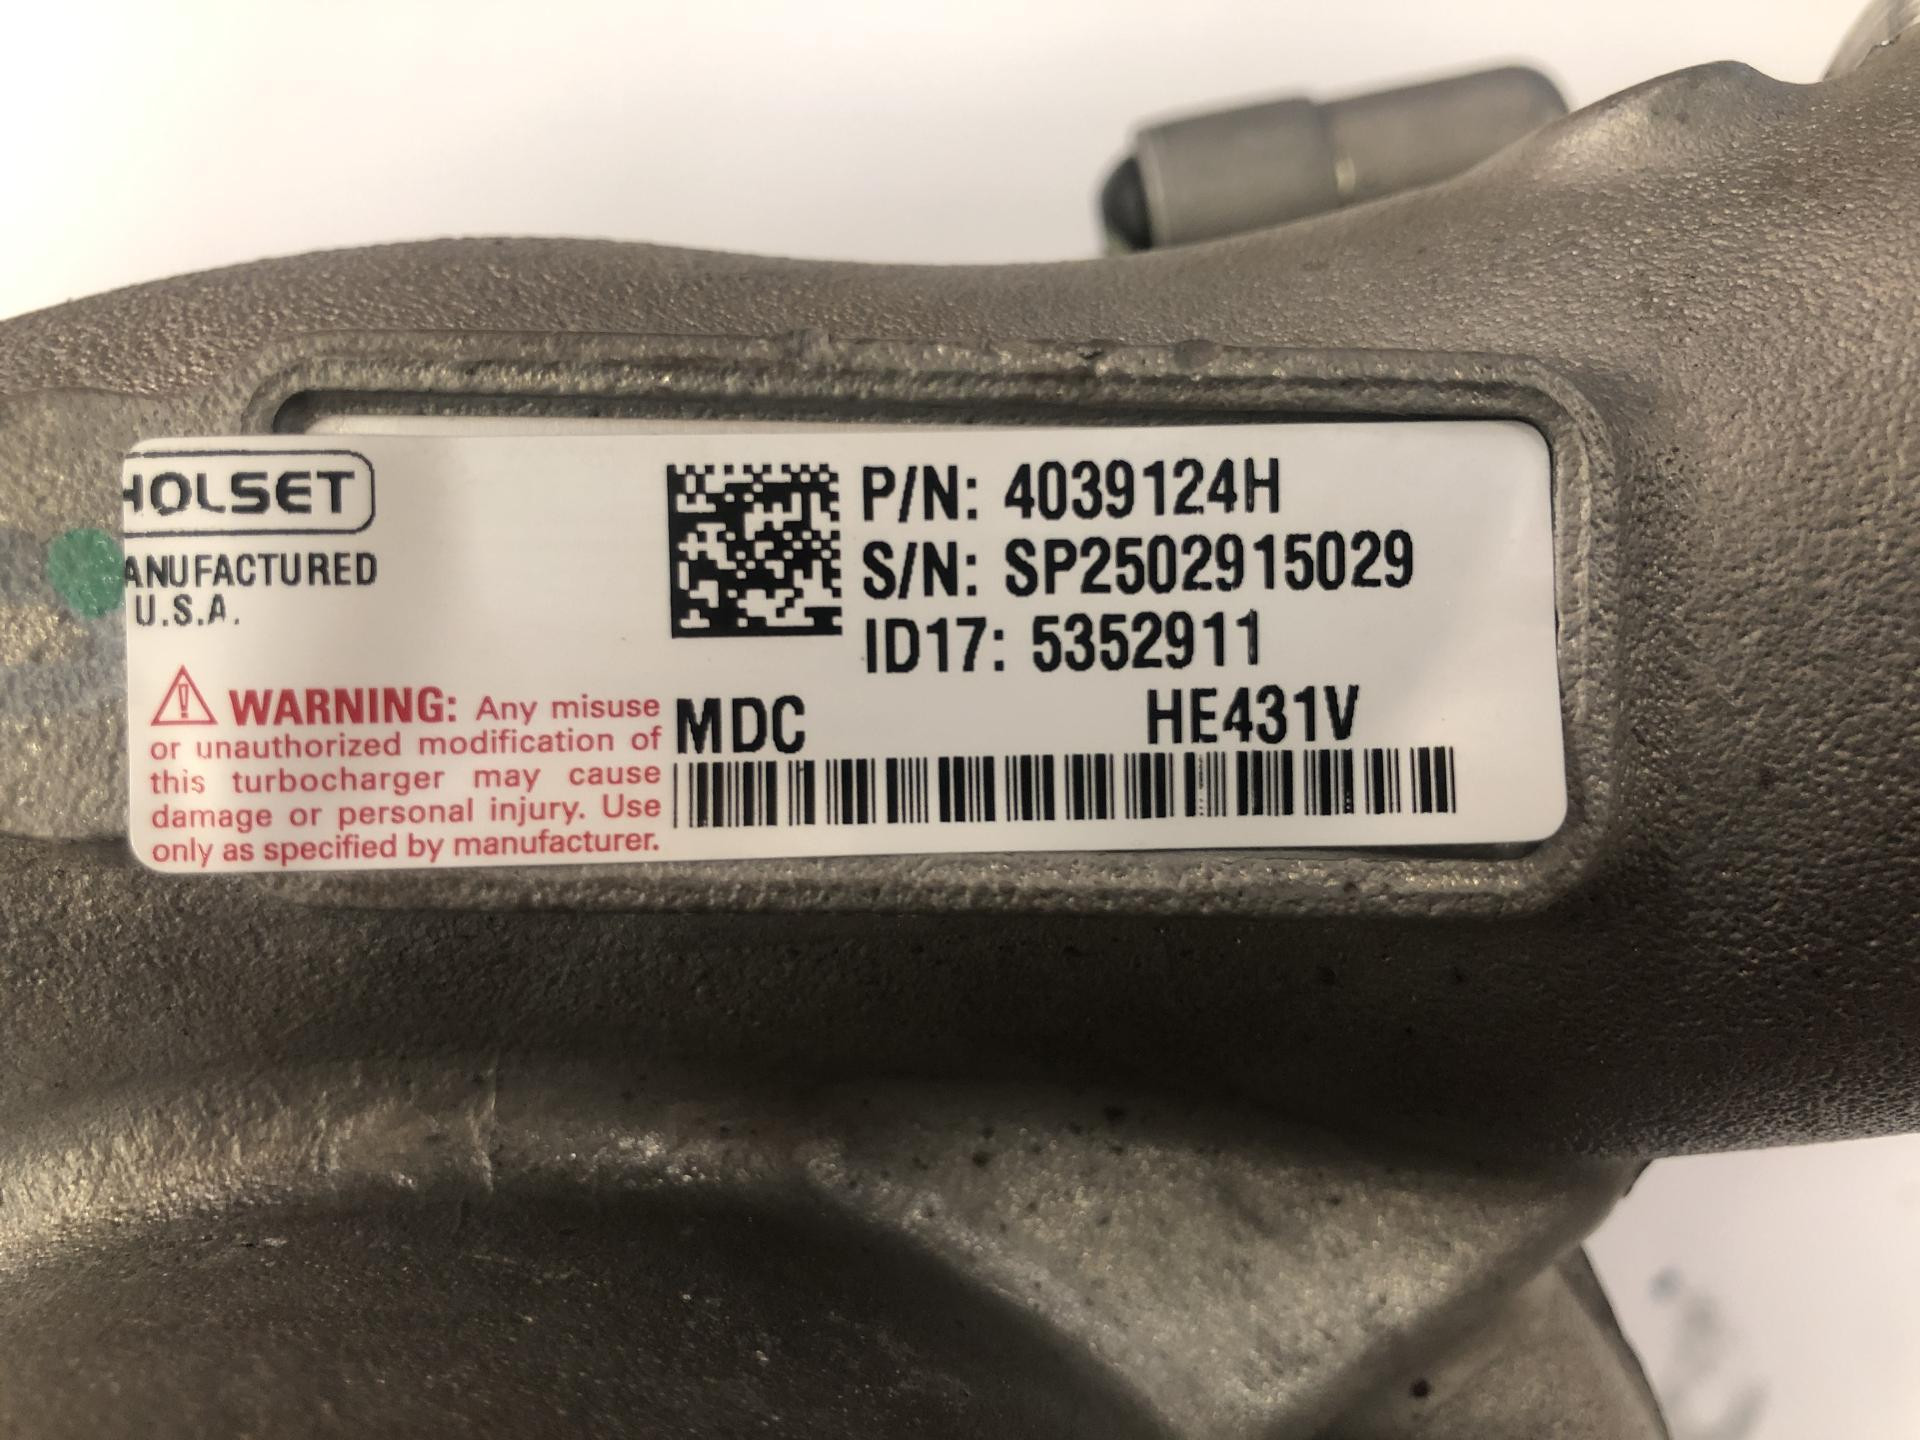 HOLSET
ANUFACTURED
U.S.A.
P/N: 4039124H
S/N: SP2502915029
ID17: 5352911
MDC HE431V
WARNING: Any misuse
or unauthorized modification of
this turbocharger may cause
damage or personal injury. Use
only as specified by manufacturer.